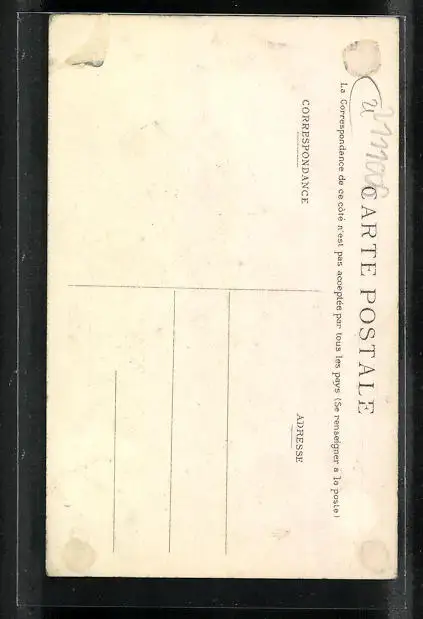 CARTE POSTALE
La Correspondance de ce côté n'est pas acceptée par tous les pays (Se renseigner à la poste)
CORRESPONDANCE
ADRESSE